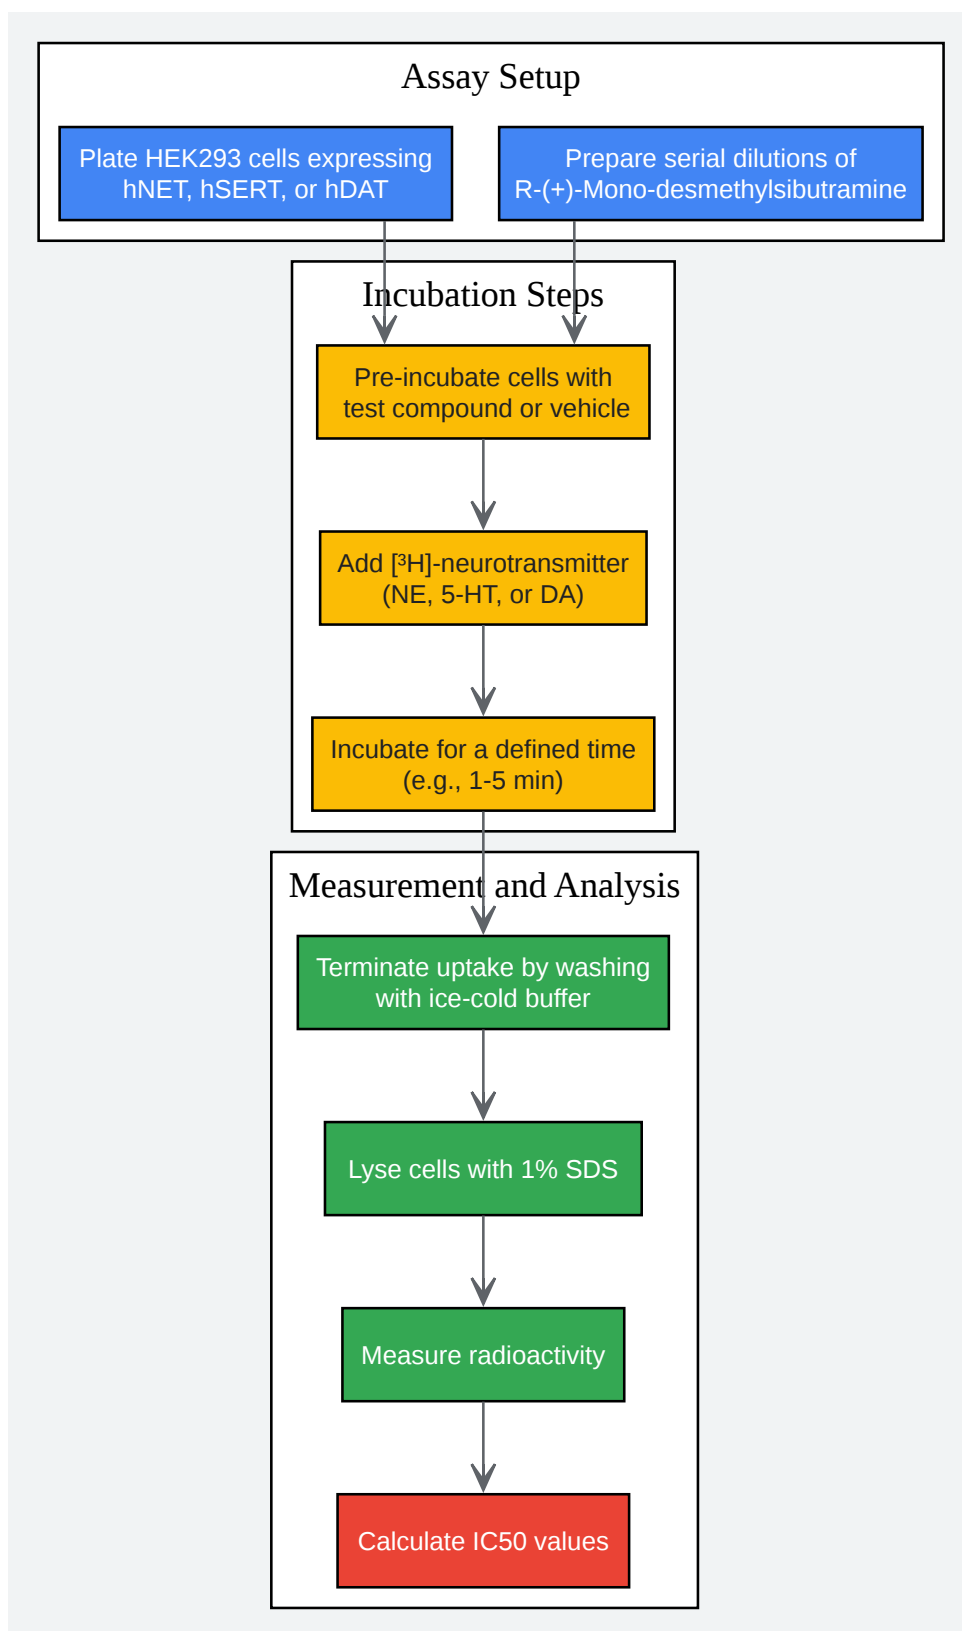 Assay Setup
Plate HEK293 cells expressing
hNET, hSERT, or hDAT
Prepare serial dilutions of
R-(+)-Mono-desmethylsibutramine
Incubation Steps
Pre-incubate cells with
test compound or vehicle
Add [³H]-neurotransmitter
(NE, 5-HT, or DA)
Incubate for a defined time
(e.g., 1-5 min)
Measurement and Analysis
Terminate uptake by washing
with ice-cold buffer
Lyse cells with 1% SDS
Measure radioactivity
Calculate IC50 values